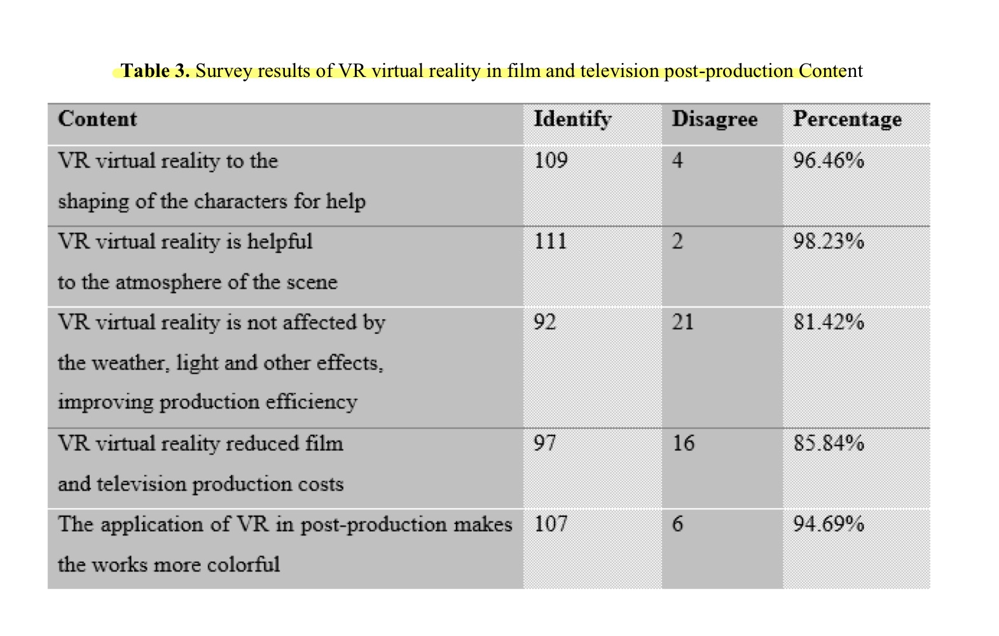 Table 3. Survey results of VR virtual reality in film and television post-production Content
Content Identify Disagree Percentage
VR virtual reality to the 109 4 96.46%
shaping of the characters for help
VR virtual reality is helpful 111 2 98.23%
to the atmosphere of the scene
VR virtual reality is not affected by 92 21 81.42%
the weather, light and other effects,
improving production efficiency
VR virtual reality reduced film 97 16 85.84%
and television production costs
The application of VR in post-production makes 107 6 94.69%
the works more colorful